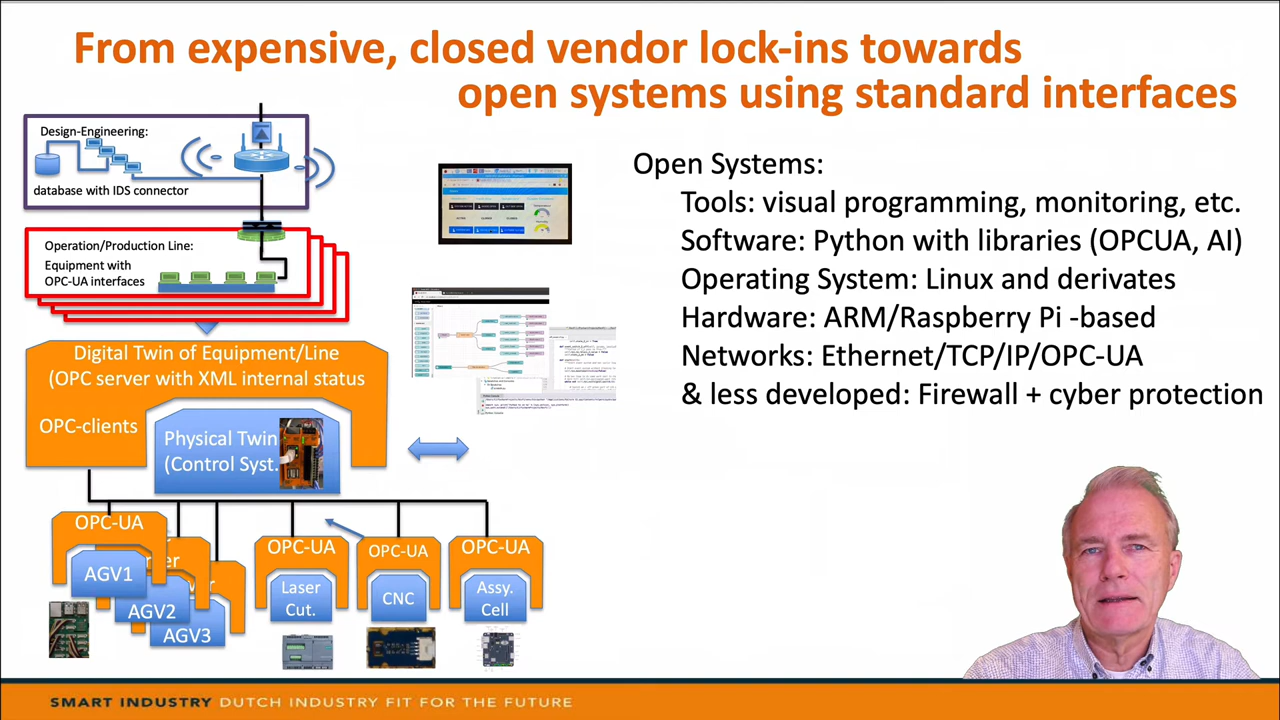 From expensive, closed vendor lock-ins towards
open systems using standard interfaces
Design-Engineering:
database with IDS connector
Operation/Production Line:
Equipment with
OPC-UA interfaces
Digital Twin of Equipment/Line
(OPC server with XML internal status
OPC-clients
Physical Twin
(Control Syst.
OPC-UA
AGV1
AGV2
AGV3
OPC-UA
Laser
Cut.
OPC-UA
CNC
OPC-UA
Assy.
Cell
Open Systems:
Tools: visual programming, monitoring, etc.
Software: Python with libraries (OPCUA, AI)
Operating System: Linux and derivates
Hardware: ARM/Raspberry Pi -based
Networks: Ethernet/TCP/IP/OPC-UA
& less developed: Firewall + cyber protection
SMART INDUSTRY DUTCH INDUSTRY FIT FOR THE FUTURE